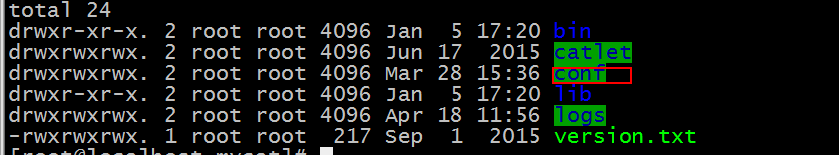 total 24
drwxr-xr-x. 2 root root 4096 Jan  5 17:20 bin
drwxrwxrwx. 2 root root 4096 Jun 17  2015 catlet
drwxrwxrwx. 2 root root 4096 Mar 28 15:36 conf
drwxr-xr-x. 2 root root 4096 Jan  5 17:20 lib
drwxrwxrwx. 2 root root 4096 Apr 18 11:56 logs
-rwxrwxrwx. 1 root root  217 Sep  1  2015 version.txt
[root@localhost mycat]#